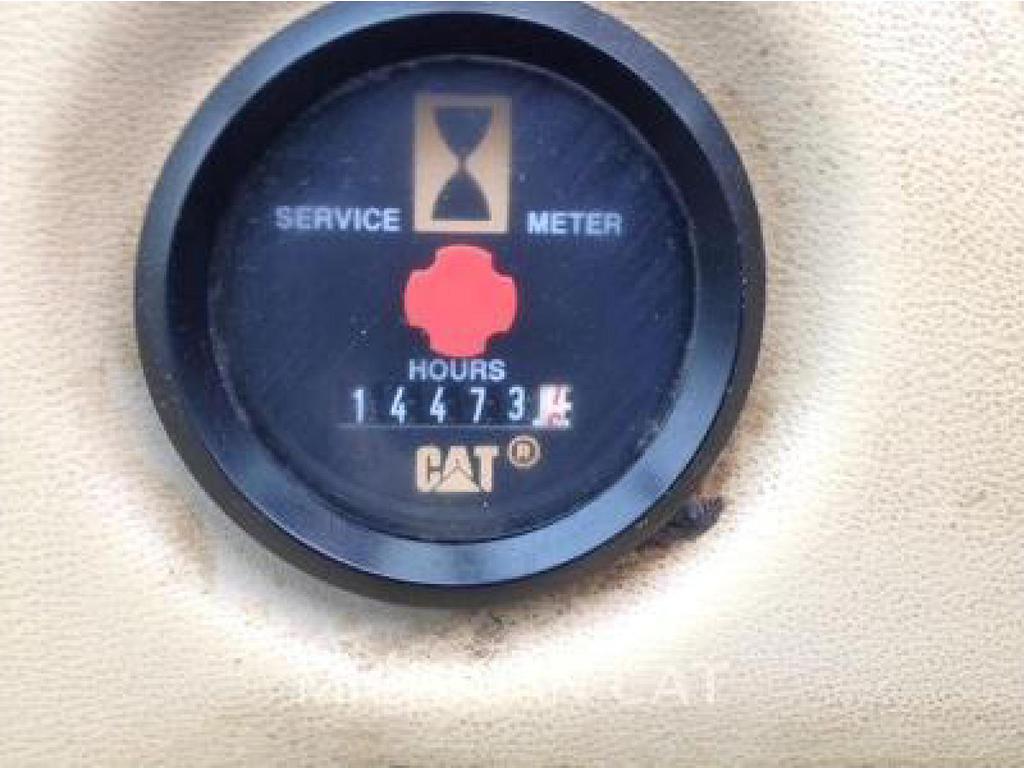 SERVICE METER
HOURS
14473
CAT ®